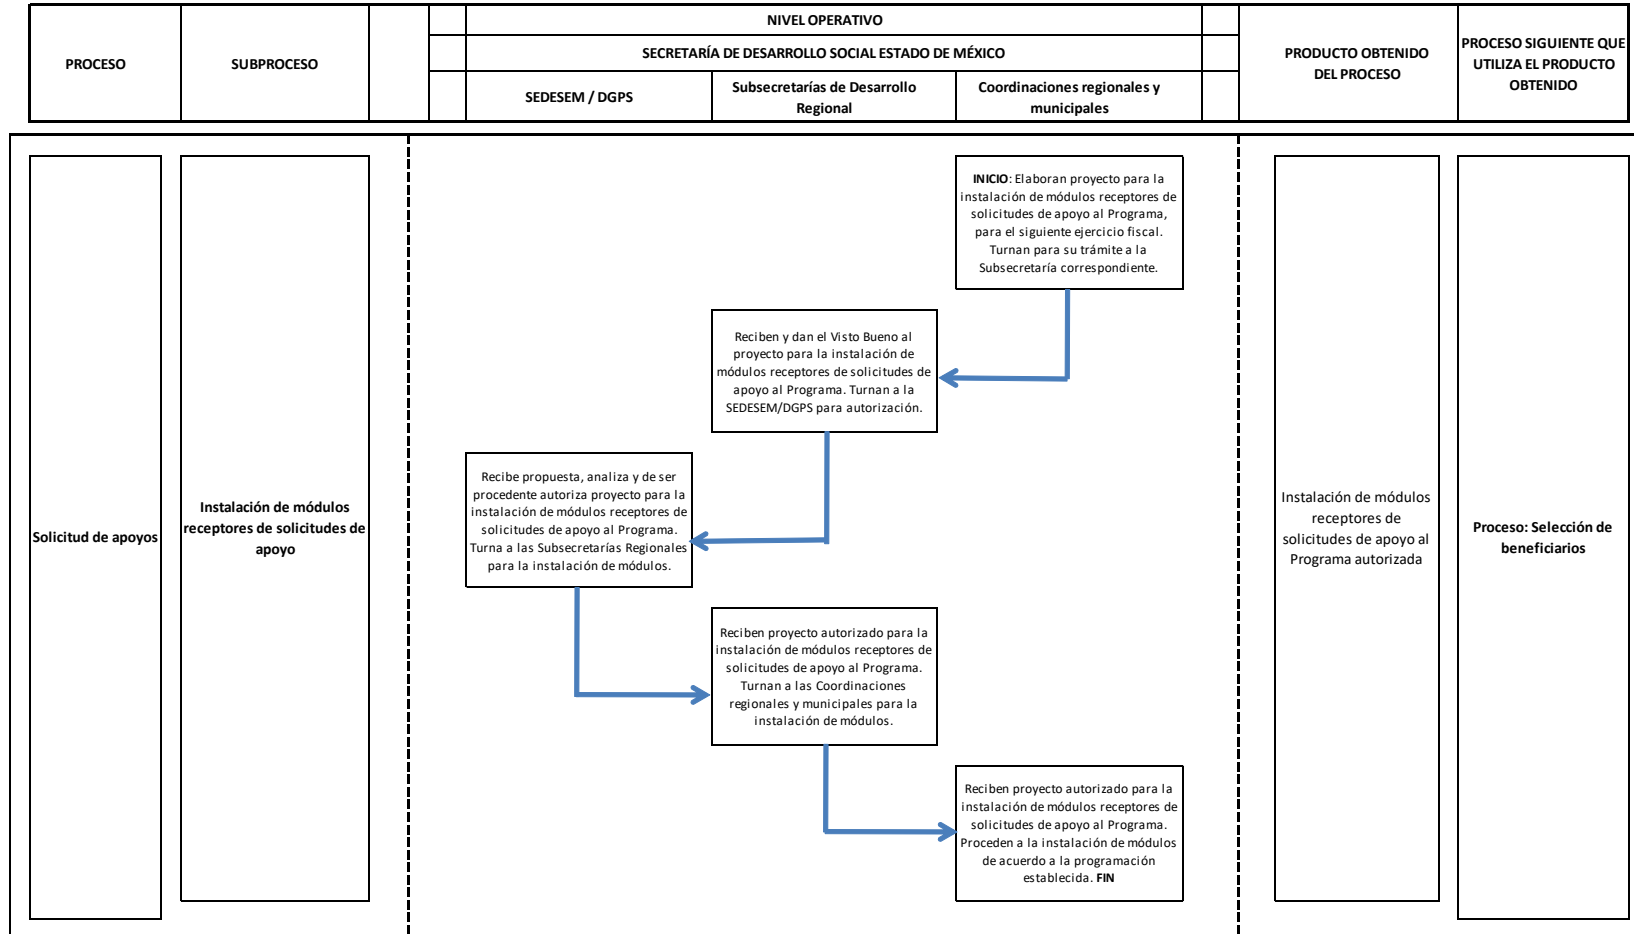 PROCESO
SUBPROCESO
NIVEL OPERATIVO
SECRETARÍA DE DESARROLLO SOCIAL ESTADO DE MÉXICO
SEDESEM / DGPS
Subsecretarías de Desarrollo
Regional
Coordinaciones regionales y
municipales
PRODUCTO OBTENIDO
DEL PROCESO
PROCESO SIGUIENTE QUE
UTILIZA EL PRODUCTO
OBTENIDO
Solicitud de apoyos
Instalación de módulos
receptores de solicitudes de
apoyo
INICIO: Elaboran proyecto para la
instalación de módulos receptores de
solicitudes de apoyo al Programa,
para el siguiente ejercicio fiscal.
Turnan para su trámite a la
Subsecretaría correspondiente.
Reciben y dan el Visto Bueno al
proyecto para la instalación de
módulos receptores de solicitudes de
apoyo al Programa. Turnan a la
SEDESEM/DGPS para autorización.
Recibe propuesta, analiza y de ser
procedente autoriza proyecto para la
instalación de módulos receptores de
solicitudes de apoyo al Programa.
Turna a las Subsecretarías Regionales
para la instalación de módulos.
Reciben proyecto autorizado para la
instalación de módulos receptores de
solicitudes de apoyo al Programa.
Turnan a las Coordinaciones
regionales y municipales para la
instalación de módulos.
Reciben proyecto autorizado para la
instalación de módulos receptores de
solicitudes de apoyo al Programa.
Proceden a la instalación de módulos
de acuerdo a la programación
establecida. FIN
Instalación de módulos
receptores de
solicitudes de apoyo al
Programa autorizada
Proceso: Selección de
beneficiarios